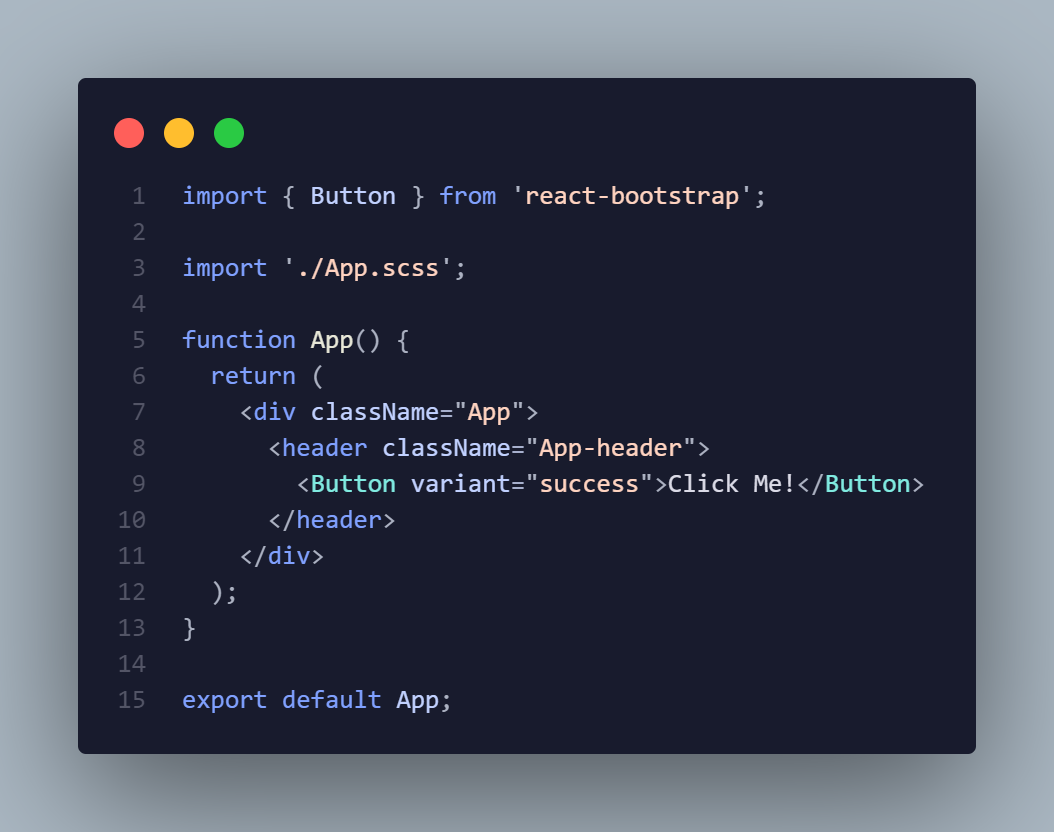 1 import { Button } from 'react-bootstrap';
2
3 import './App.scss';
4
5 function App() {
6   return (
7     <div className="App">
8       <header className="App-header">
9         <Button variant="success">Click Me!</Button>
10       </header>
11     </div>
12   );
13 }
14
15 export default App;